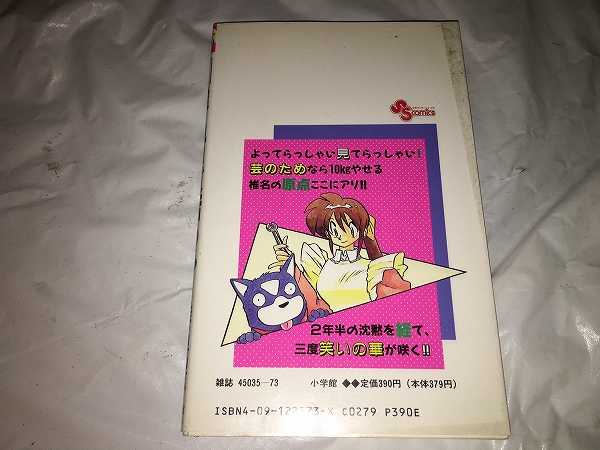 SS comics
よってらっしゃい見てらっしゃい!
芸のためなら10kgやせる
椎名の原点ここにアリ!!
2年半の沈黙を経て、
三度笑いの華が咲く!!
雑誌 45035-73 小学館 ◆◆定価390円(本体379円)
C0279 P390E